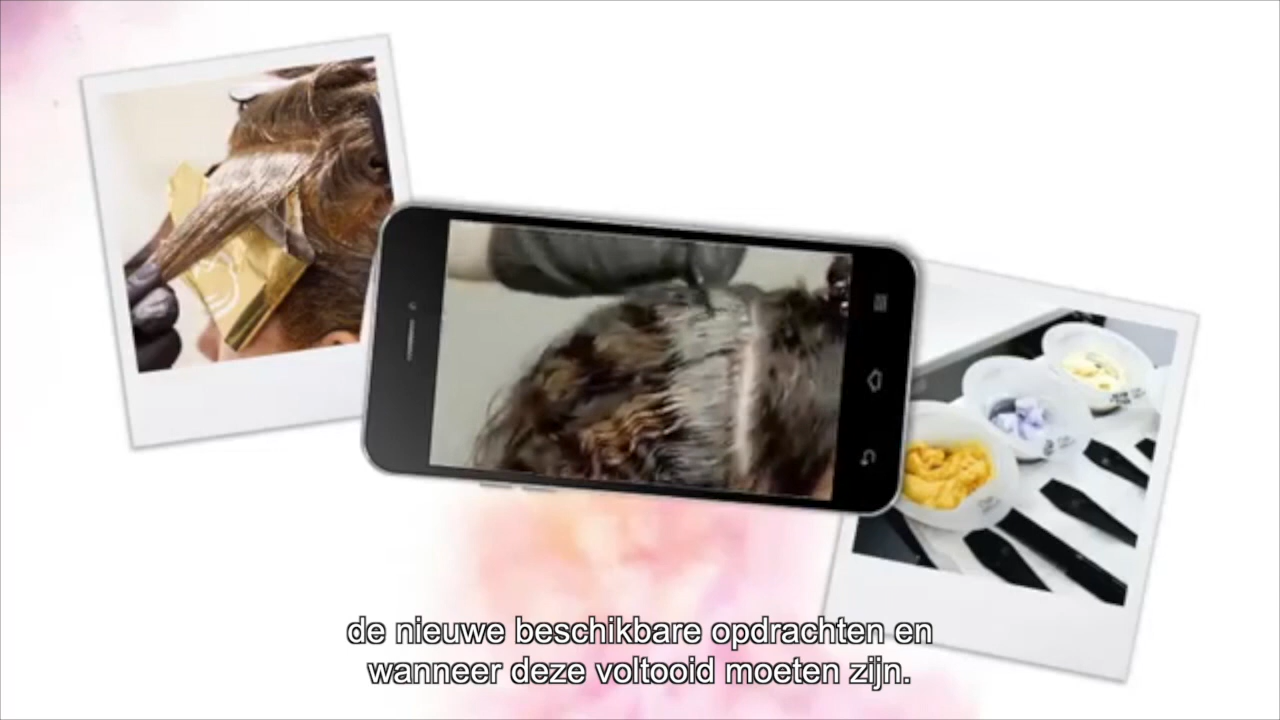 de nieuwe beschikbare opdrachten en
wanneer deze voltooid moeten zijn.